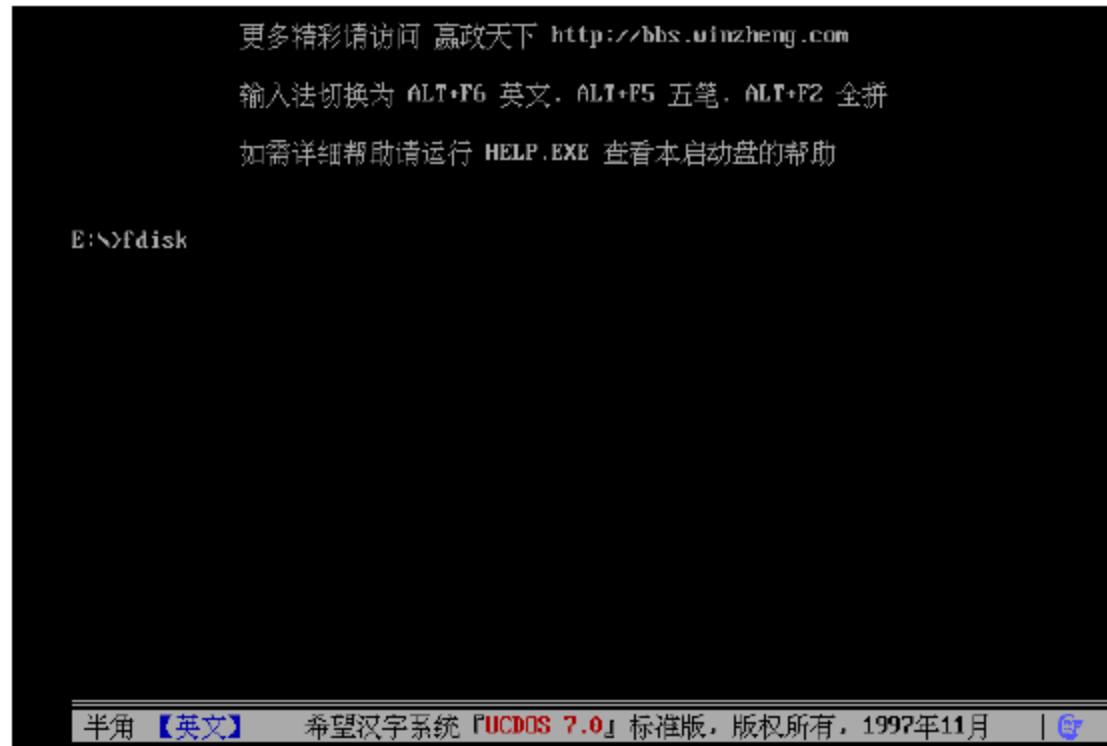 更多精彩请访问 赢政天下 http://bbs.winzheng.com
输入法切换为 ALT+F6 英文. ALT+F5 五笔. ALT+F2 全拼
如需详细帮助请运行 HELP.EXE 查看本启动盘的帮助
E:\>fdisk
半角 【英文】 希望汉字系统『UCDOS 7.0』标准版，版权所有，1997年11月 |